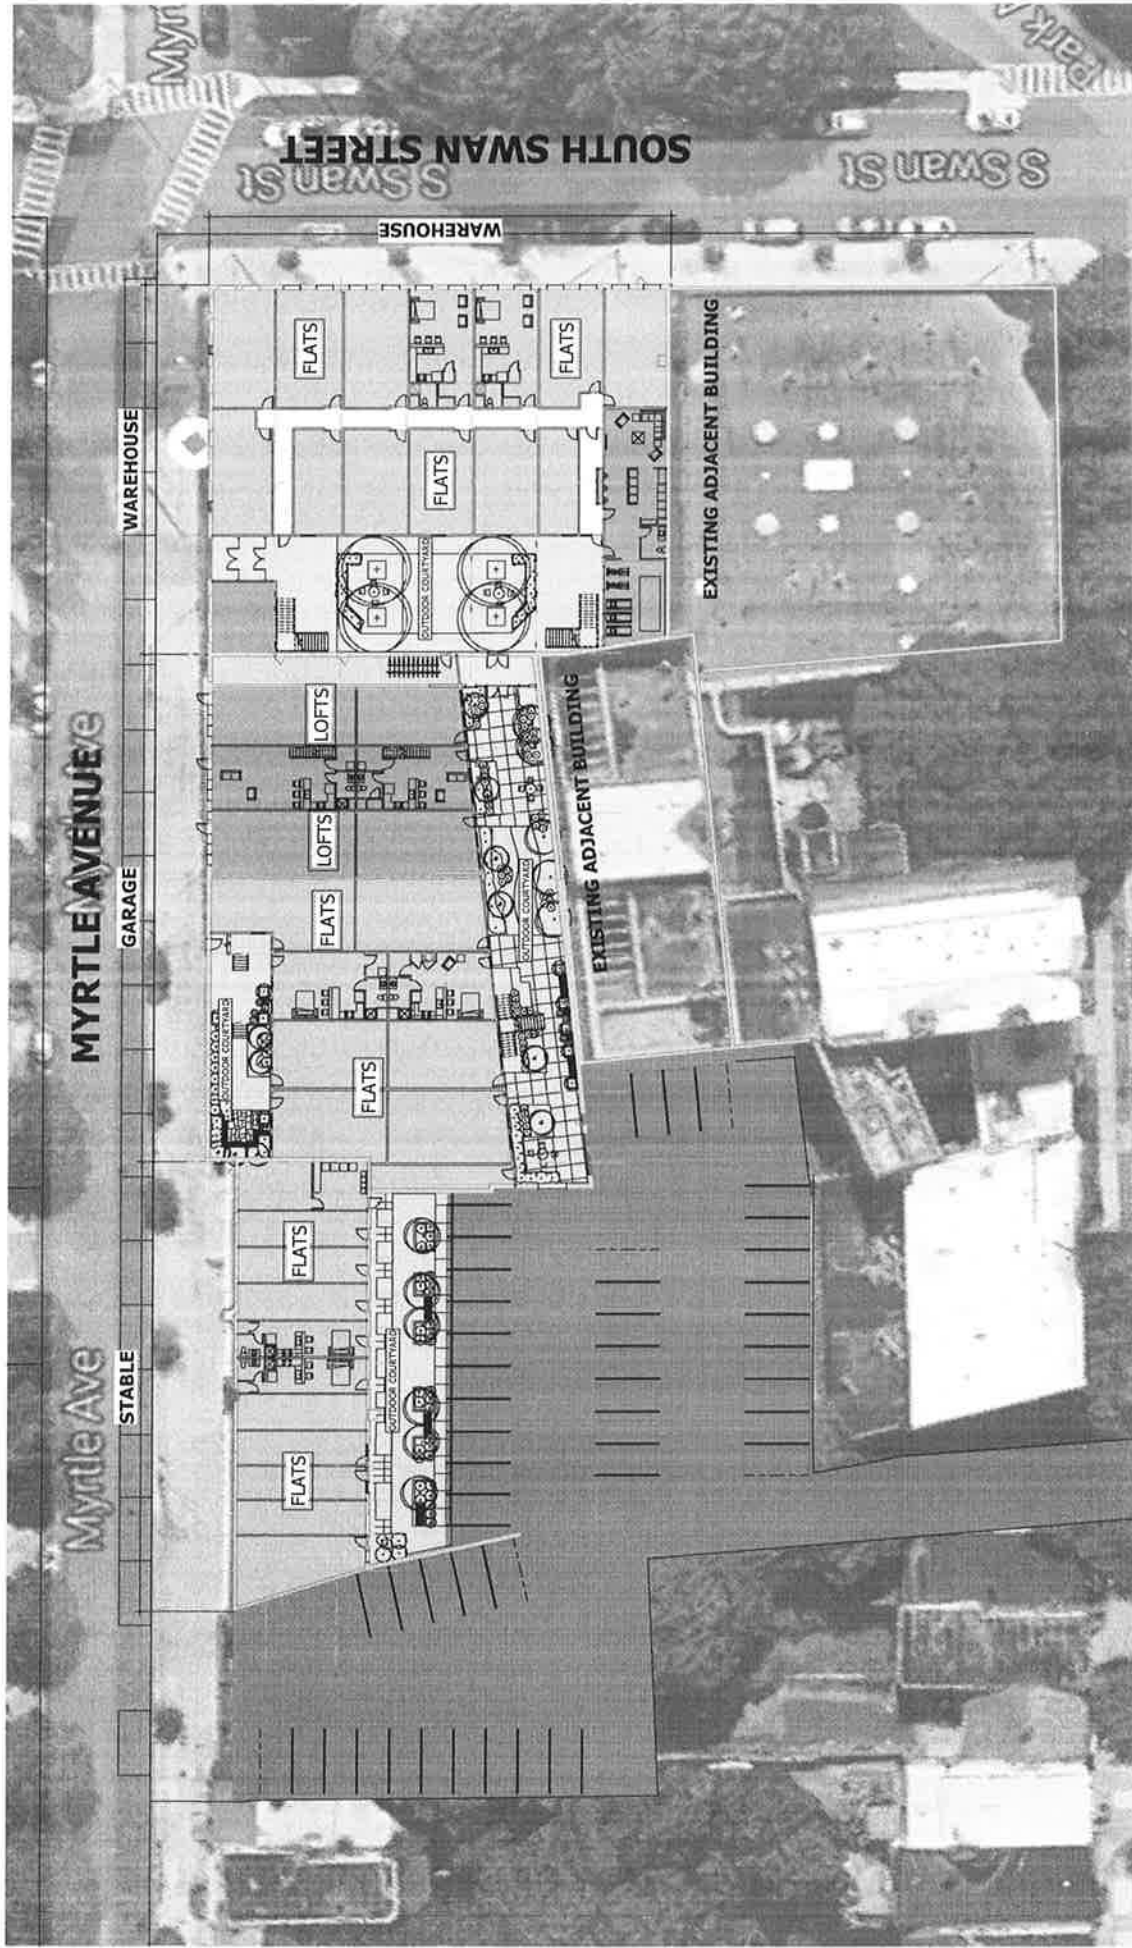 MYRTLE AVENUE
Myrtle Ave
SOUTH SWAN STREET
S Swan St
S Swan St
Myr
Park A
STABLE
GARAGE
WAREHOUSE
WAREHOUSE
FLATS
FLATS
OUTDOOR COURTYARD
OUTDOOR COURTYARD
FLATS
FLATS
LOFTS
LOFTS
OUTDOOR COURTYARD
OUTDOOR COURTYARD
FLATS
FLATS
FLATS
EXISTING ADJACENT BUILDING
EXISTING ADJACENT BUILDING